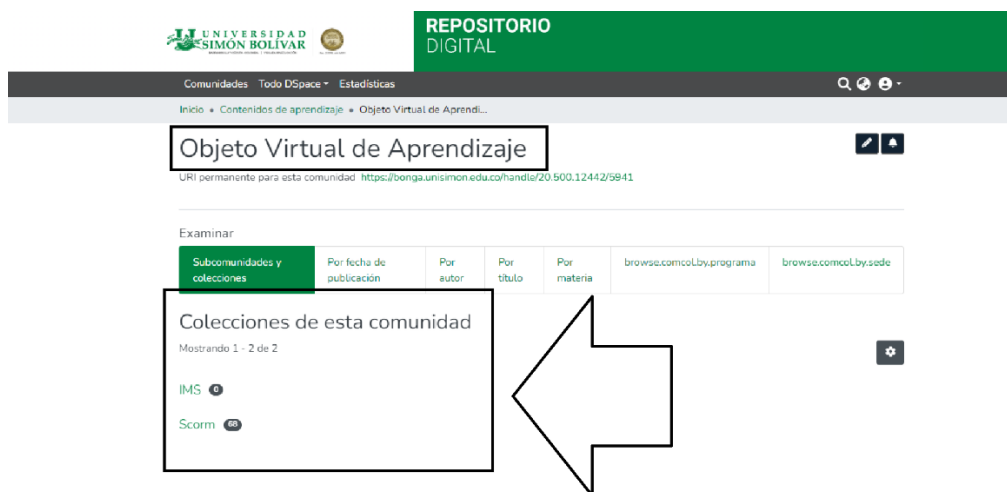 UNIVERSIDAD
SIMÓN BOLÍVAR
REPOSITORIO
DIGITAL
Comunidades Todo DSpace Estadísticas
Inicio • Contenidos de aprendizaje • Objeto Virtual de Aprendi...
Objeto Virtual de Aprendizaje
URI permanente para esta comunidad https://bonga.unisimon.edu.co/handle/20.500.12442/5941
Examinar
Subcomunidades y colecciones
Por fecha de publicación
Por autor
Por título
Por materia
browse.comcol.by.programa
browse.comcol.by.sede
Colecciones de esta comunidad
Mostrando 1 - 2 de 2
IMS 0
Scorm 68